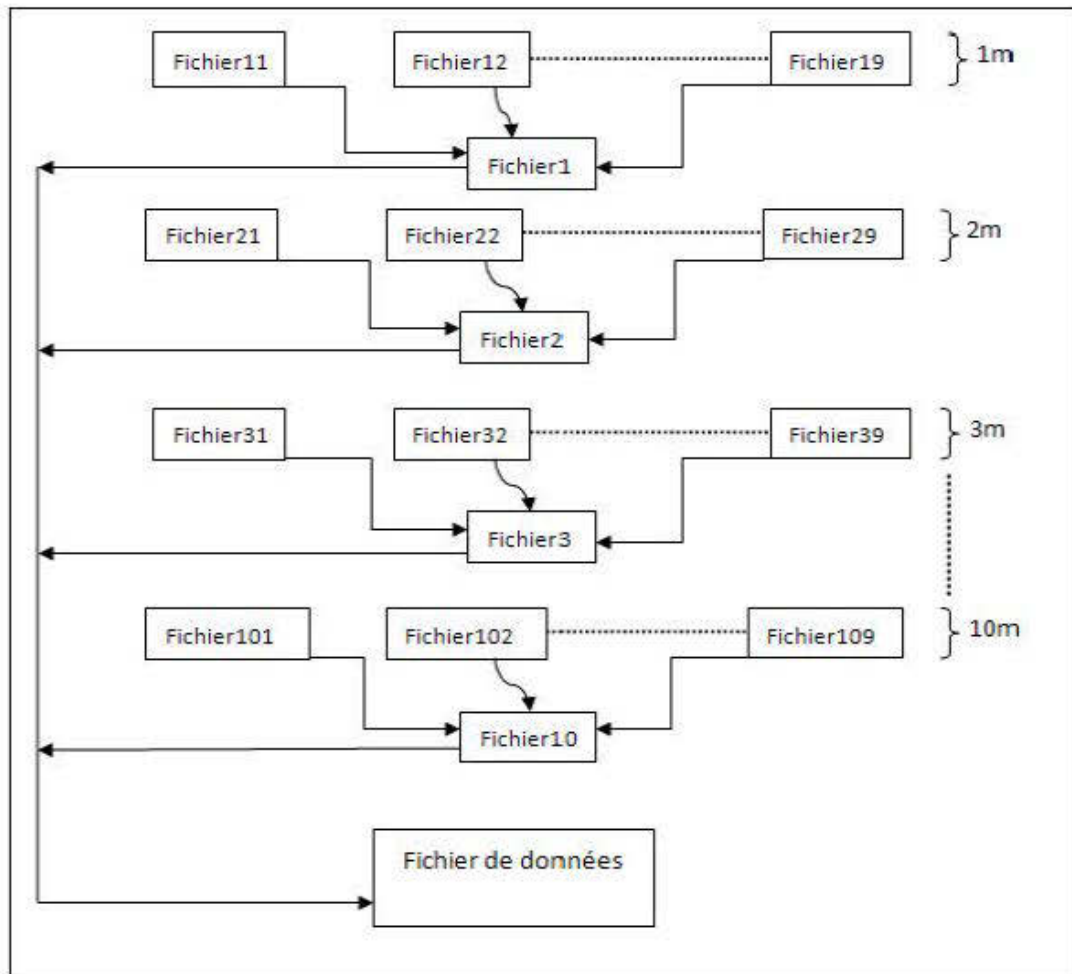 Fichier11 Fichier12 Fichier19 1m
Fichier1
Fichier21 Fichier22 Fichier29 2m
Fichier2
Fichier31 Fichier32 Fichier39 3m
Fichier3
Fichier101 Fichier102 Fichier109 10m
Fichier10
Fichier de données